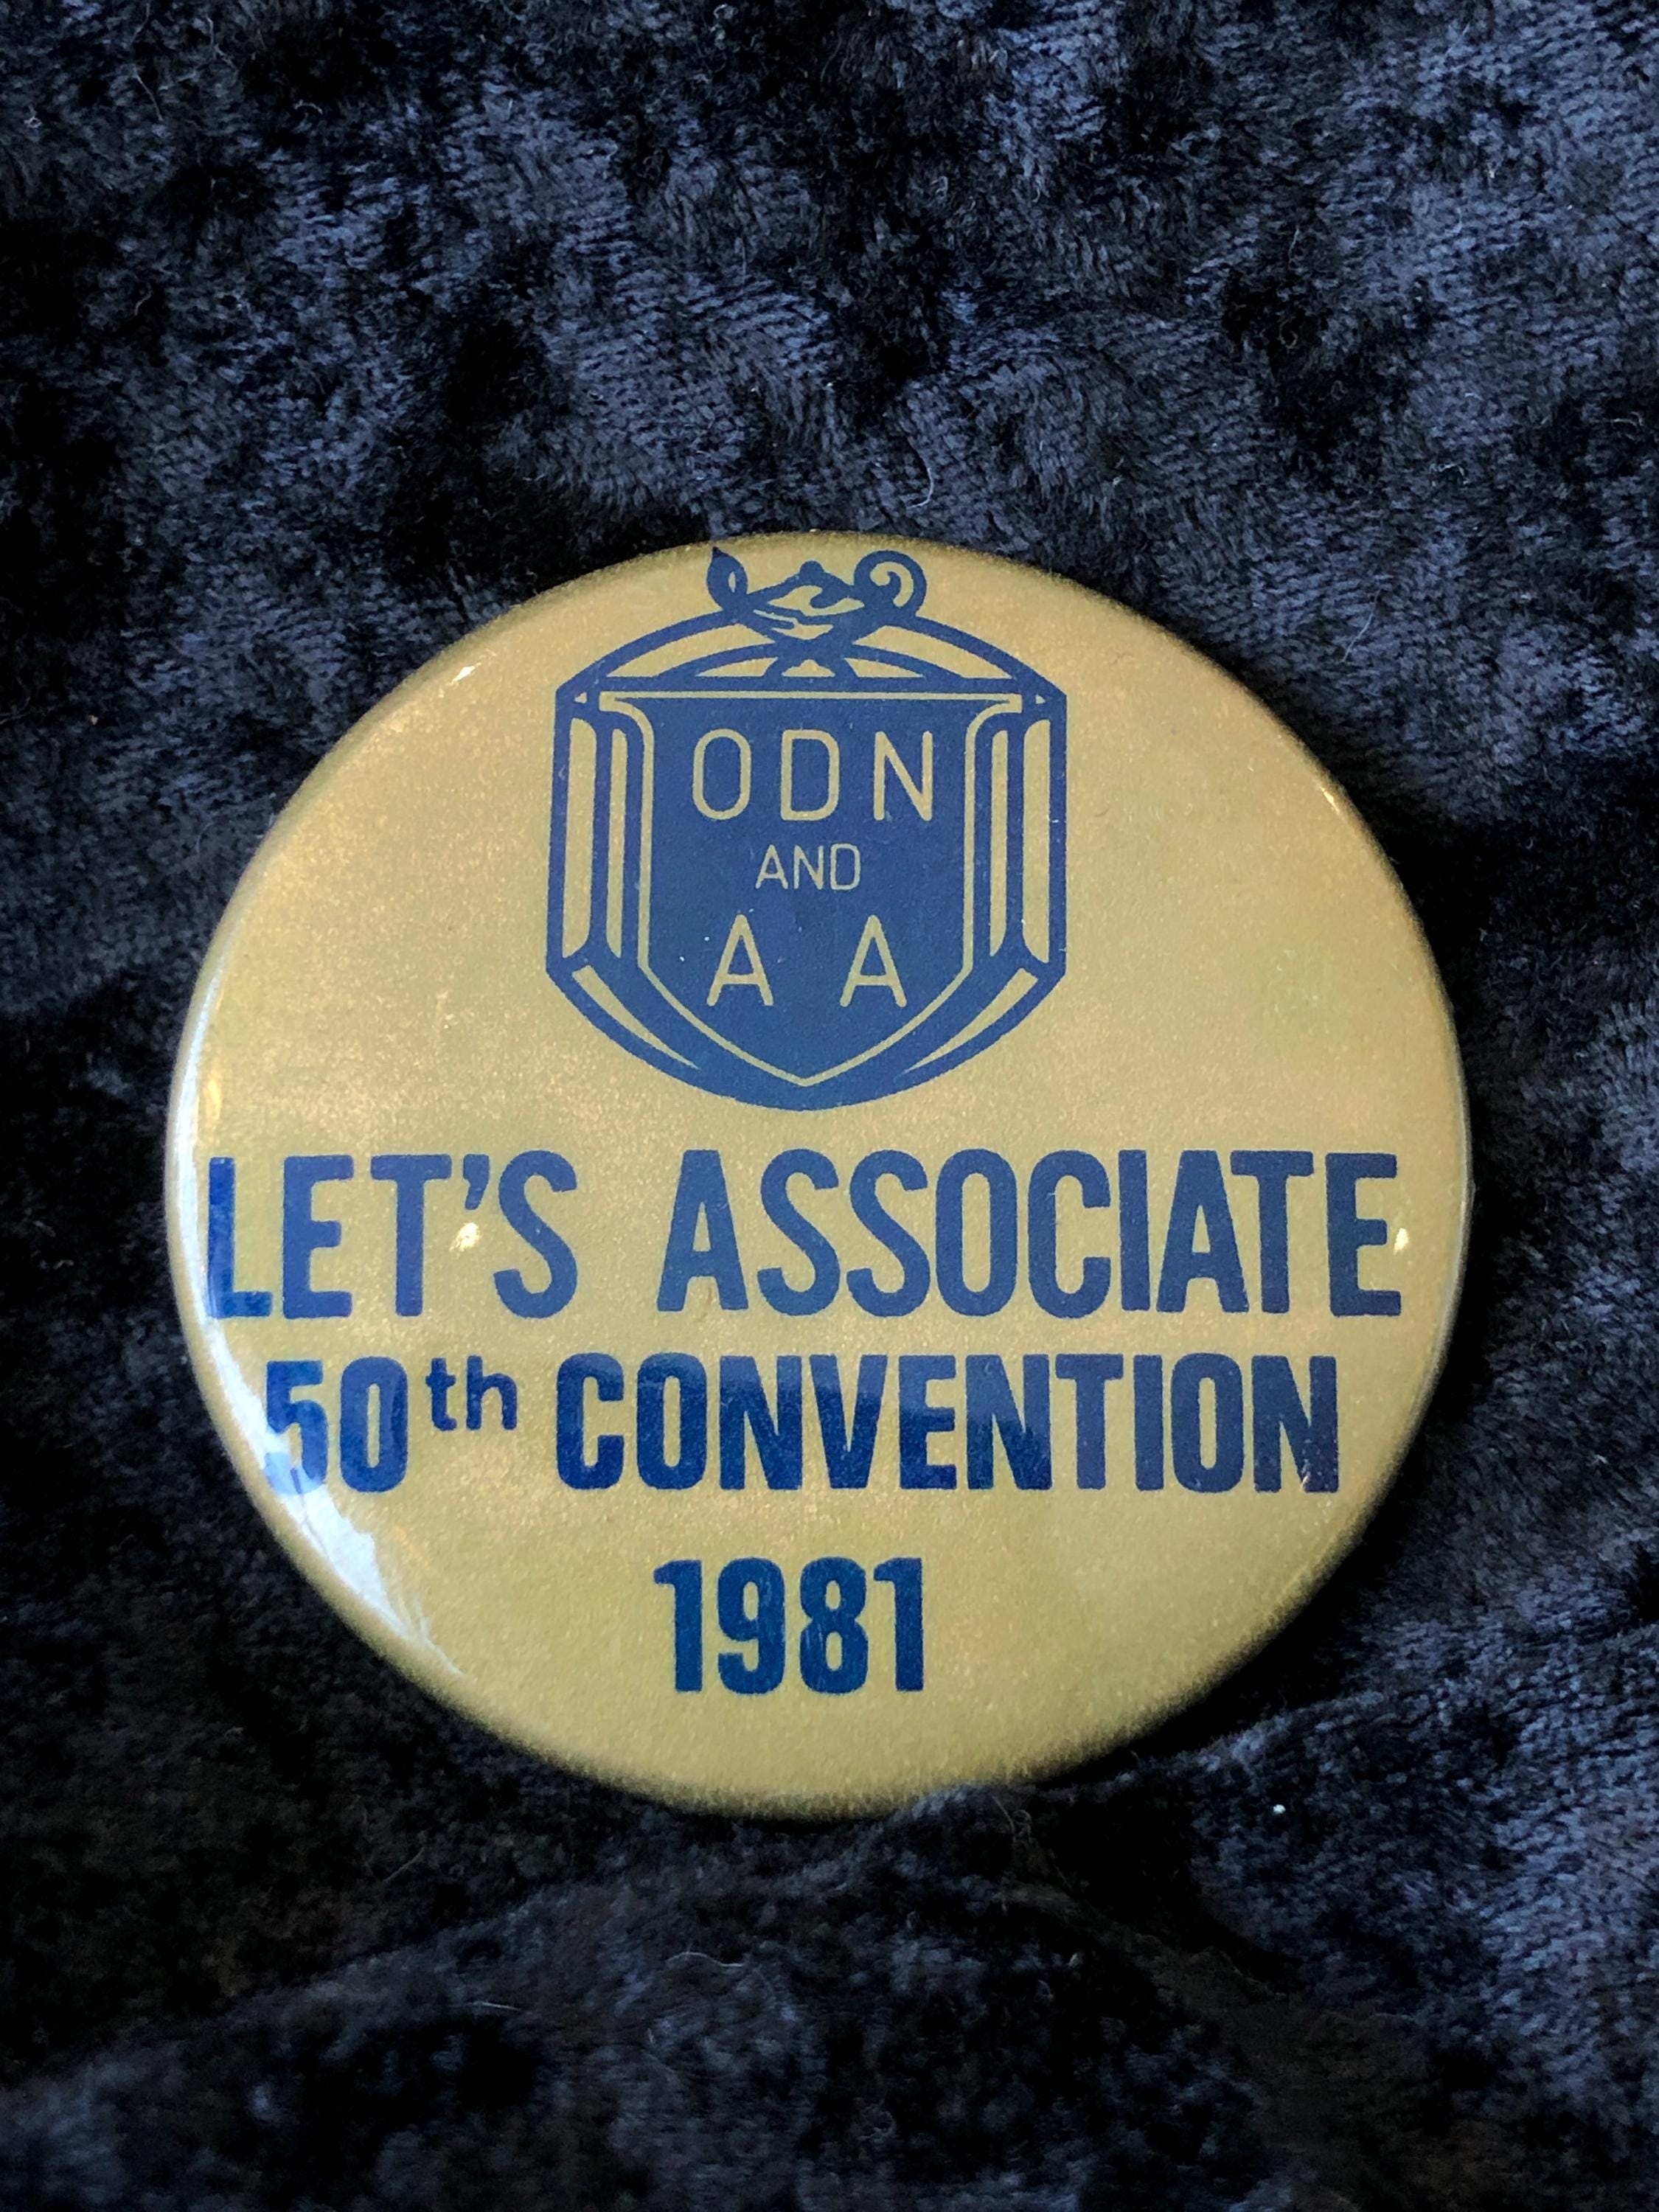 ODN
AND
A A
LET'S ASSOCIATE
50th CONVENTION
1981